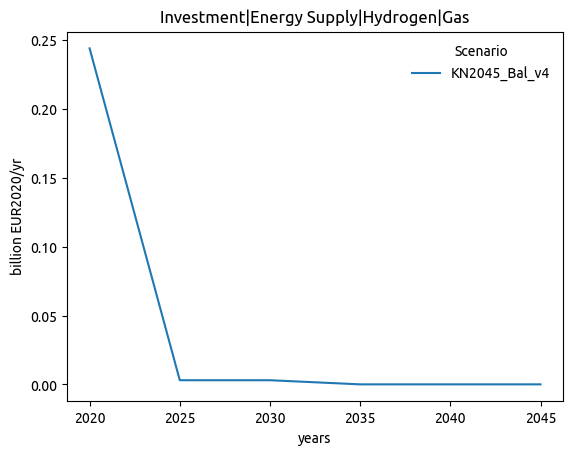 Investment|Energy Supply|Hydrogen|Gas
Scenario
KN2045_Bal_v4
billion EUR2020/yr
0.25
0.20
0.15
0.10
0.05
0.00
2020 2025 2030 2035 2040 2045
years